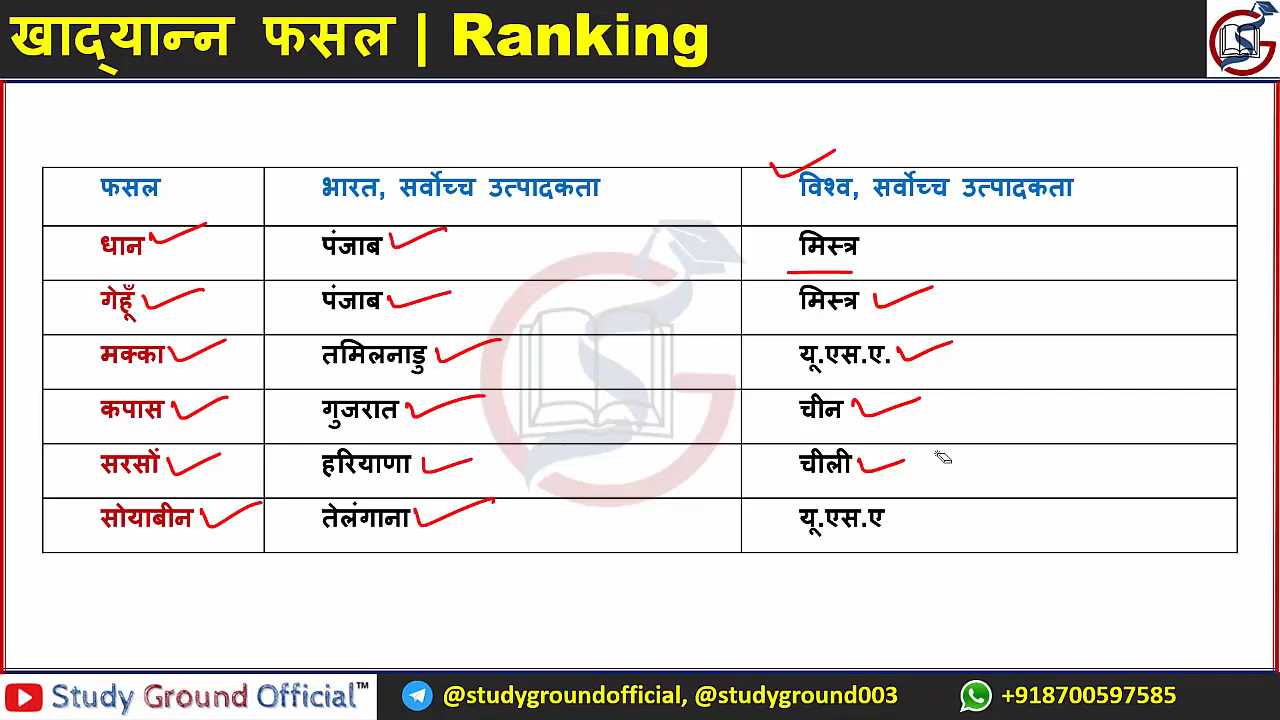 खाद्यान्न फसल | Ranking
फसल भारत, सर्वोच्च उत्पादकता विश्व, सर्वोच्च उत्पादकता
धान पंजाब मिस्त्र
गेहूँ पंजाब मिस्त्र
मक्का तमिलनाडु यू.एस.ए.
कपास गुजरात चीन
सरसों हरियाणा चीली
सोयाबीन तेलंगाना यू.एस.ए
Study Ground Official™ @studygroundofficial, @studyground003 +918700597585